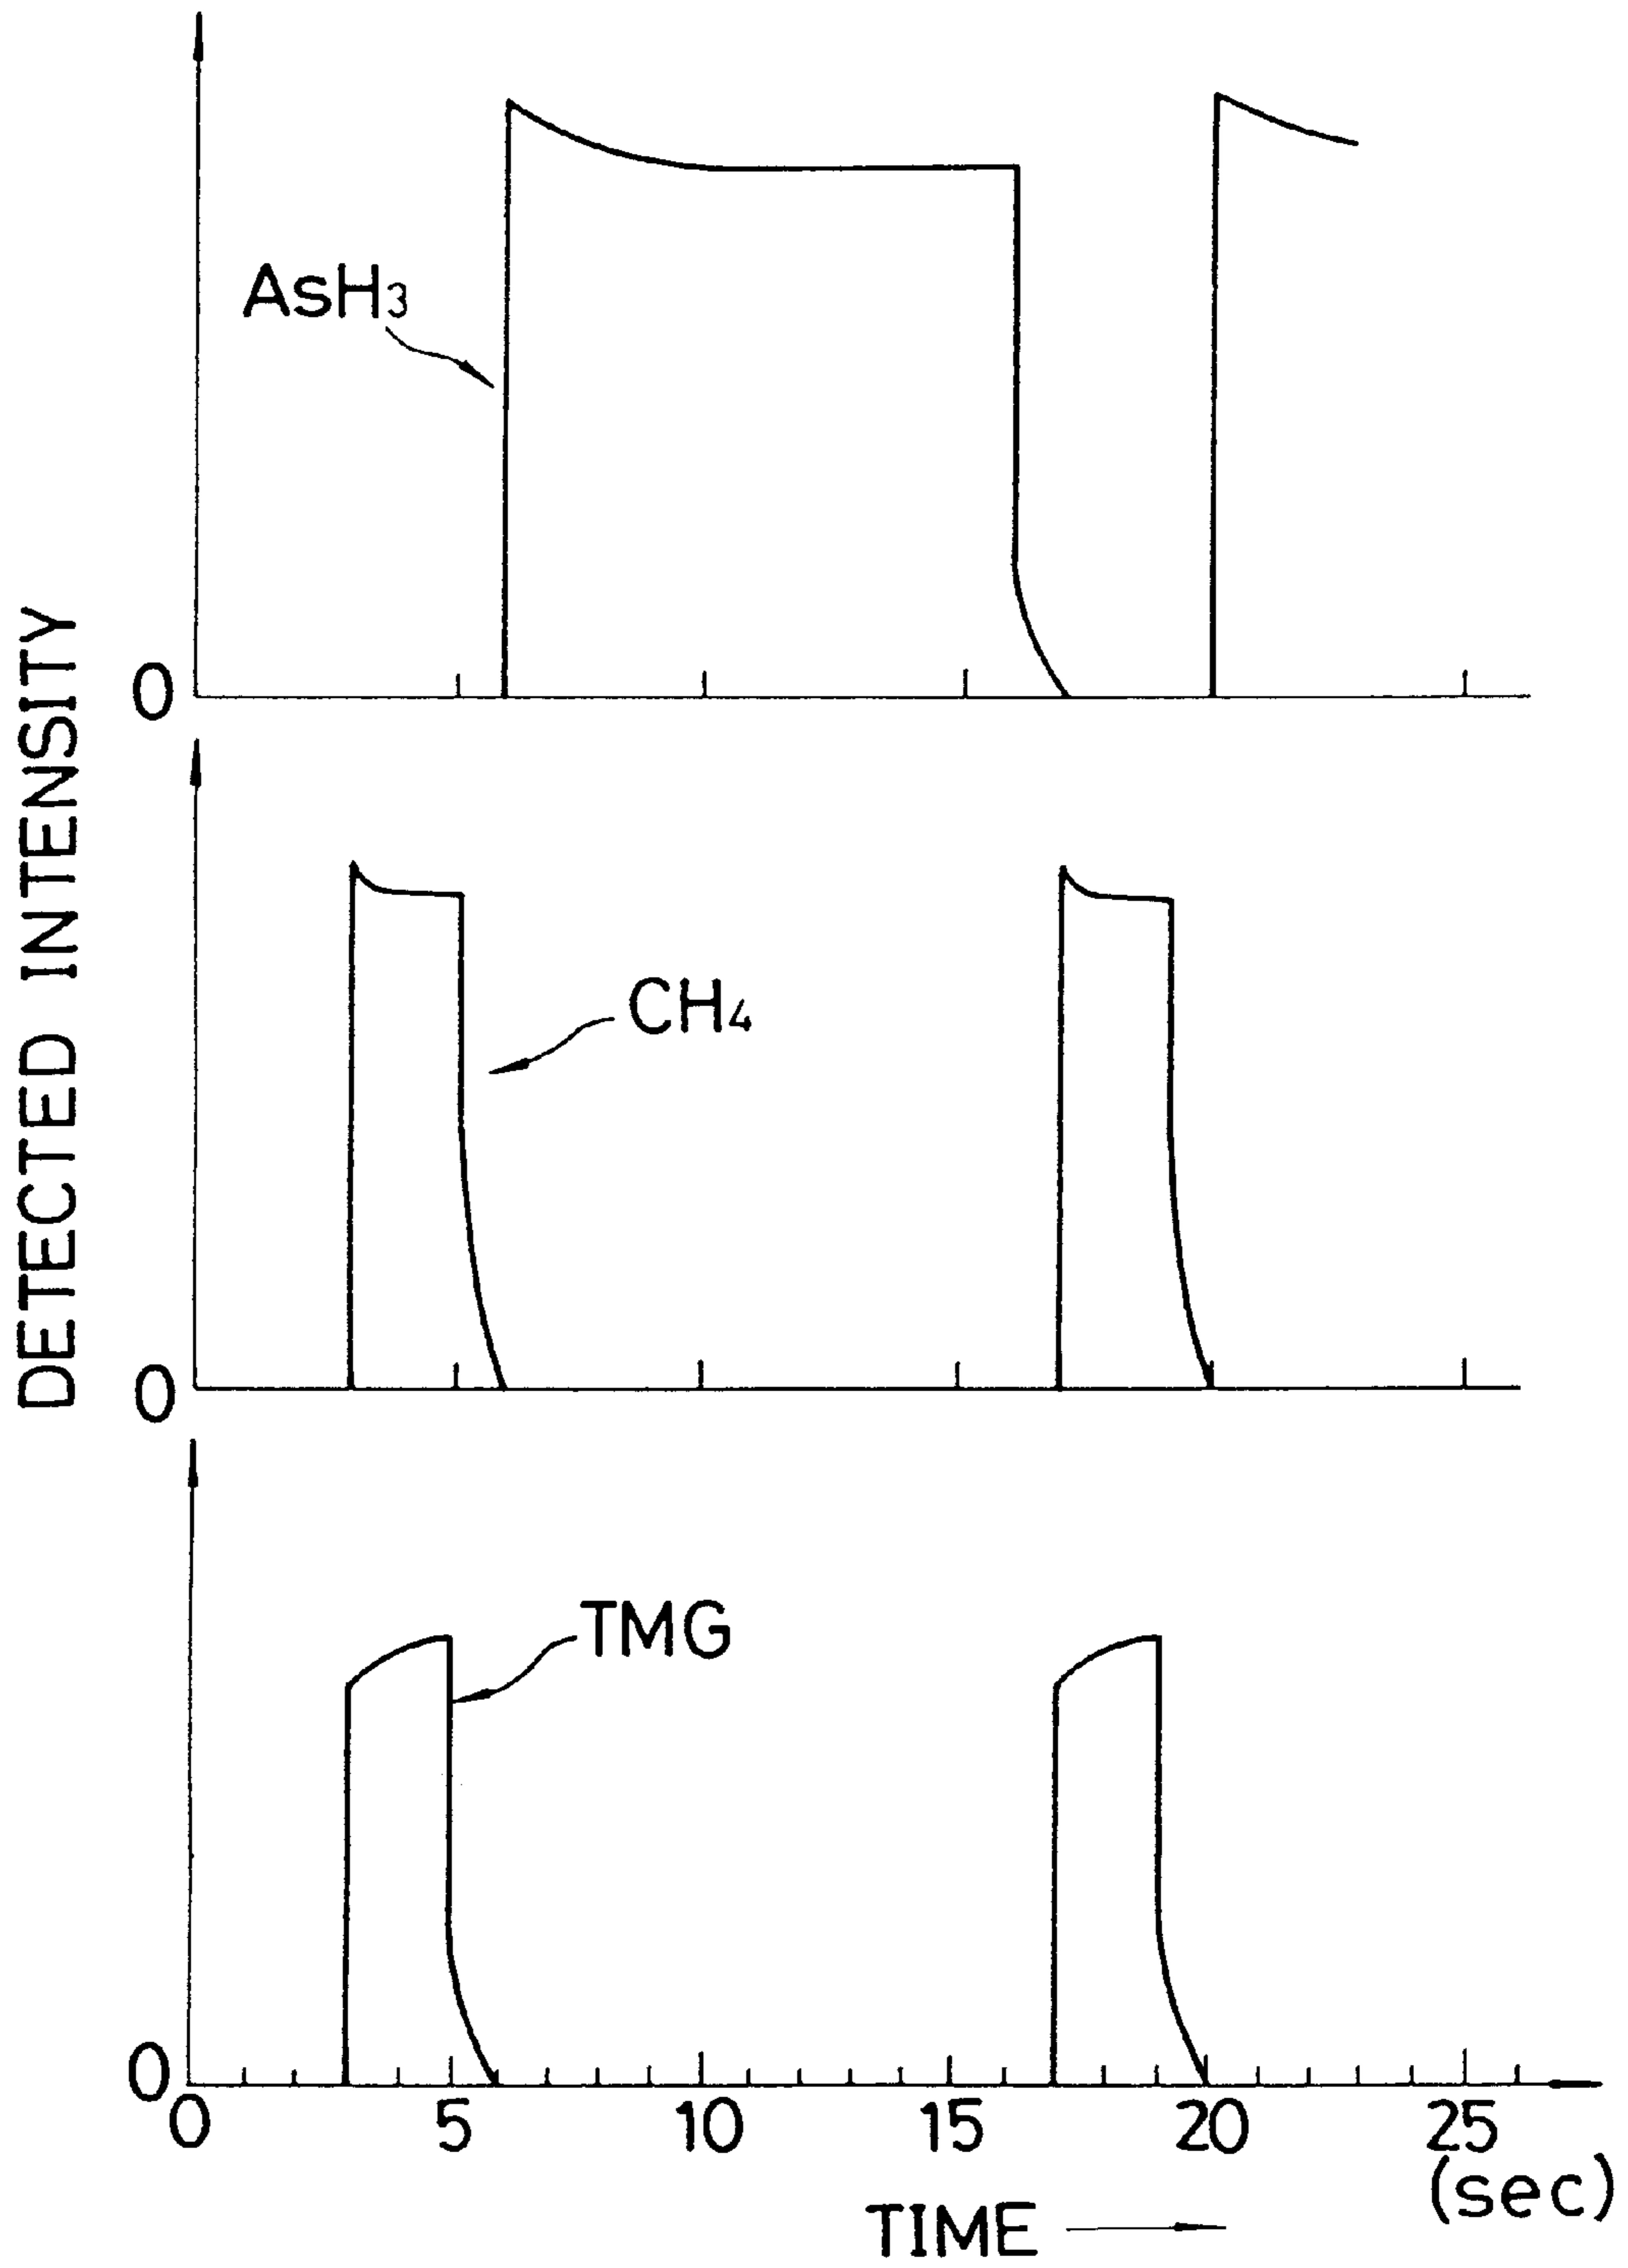 AsH3
0
DETECTED INTENSITY
CH4
0
TMG
0
0 5 10 15 20 25
(sec)
TIME